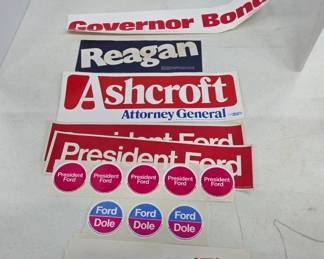 Governor Bond
Reagan
Ashcroft
Attorney General
President Ford
President Ford
President
Ford
President
Ford
President
Ford
President
Ford
President
Ford
Ford
Dole
Ford
Dole
Ford
Dole